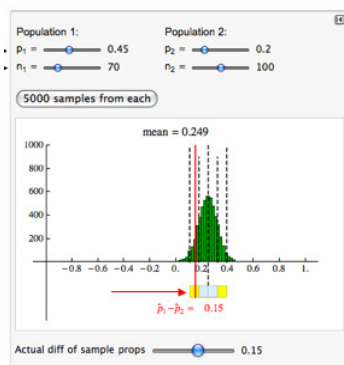 Population 1: Population 2:
p₁ = 0.45 p₂ = 0.2
n₁ = 70 n₂ = 100
5000 samples from each
mean = 0.249
1000
800
600
400
200
-0.8 -0.6 -0.4 -0.2 0.0 0.2 0.4 0.6 0.8 1.
p̂₁-p̂₂ = 0.15
Actual diff of sample props 0.15